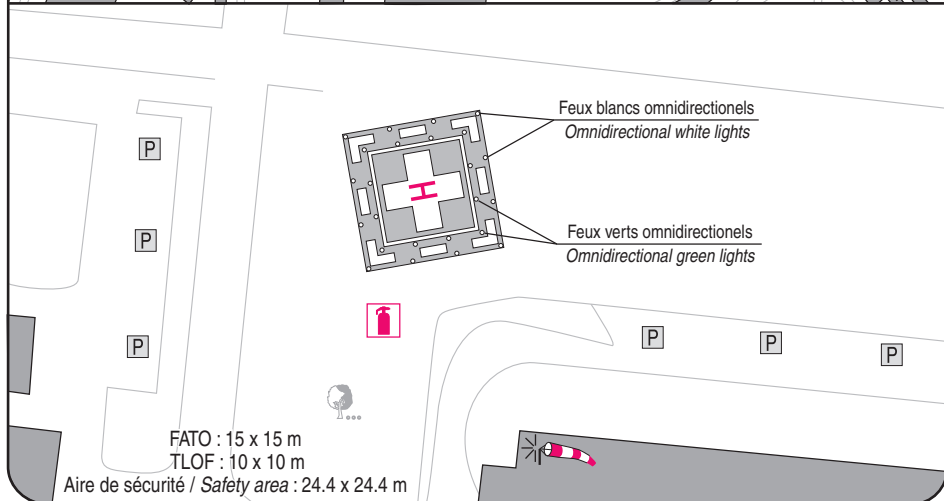 Feux blancs omnidirectionels
Omnidirectional white lights
P
H
P
Feux verts omnidirectionels
Omnidirectional green lights
P
P
P
P
FATO : 15 x 15 m
TLOF : 10 x 10 m
Aire de sécurité / Safety area : 24.4 x 24.4 m